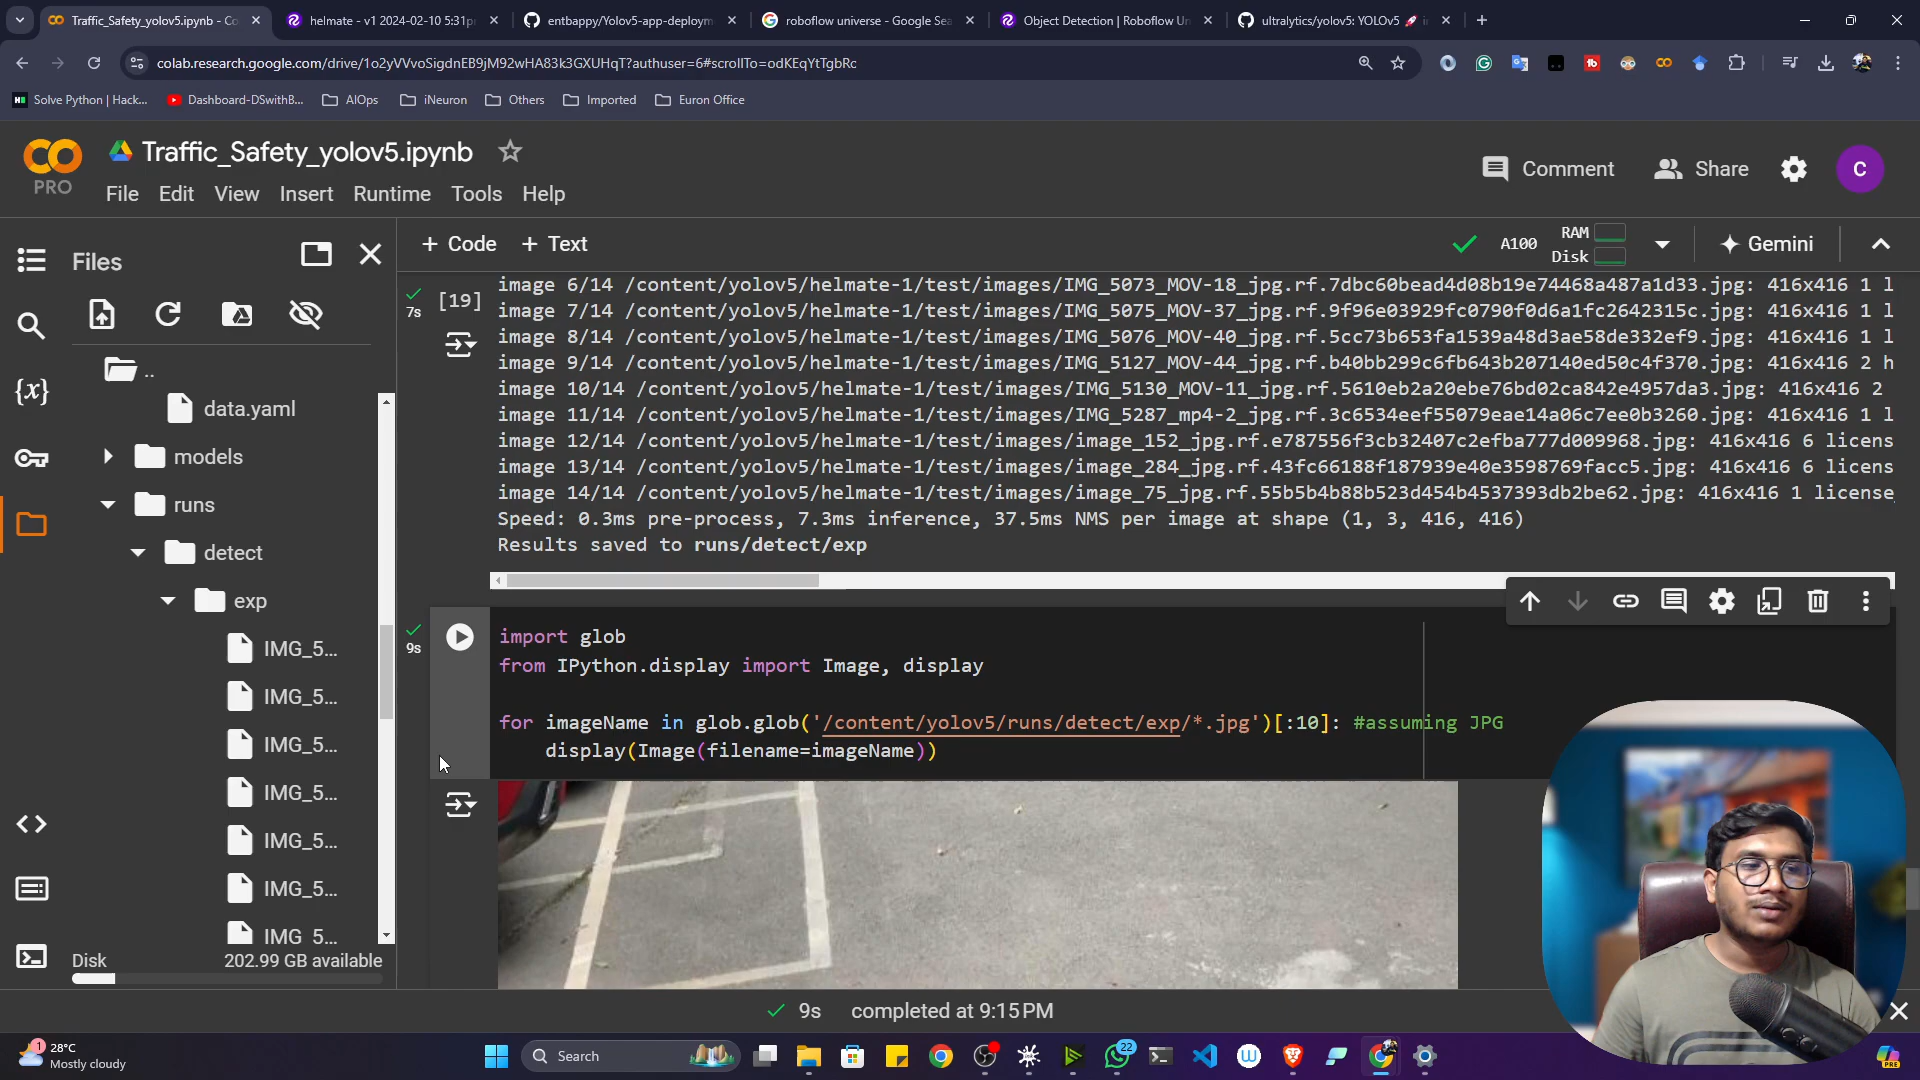 Traffic_Safety_yolov5.ipynb - Co
helmate - v1 2024-02-10 5:31p
entbappy/Yolov5-app-deploym
roboflow universe - Google Sea
Object Detection | Roboflow Un
ultralytics/yolov5: YOLOv5 🚀 i
colab.research.google.com/drive/1o2yVVvoSigdnEB9jM92wHA83k3GXUHqT?authuser=6#scrollTo=odKEqYtTgbRc
Solve Python | Hack...
Dashboard-DSwithB...
AIOps
iNeuron
Others
Imported
Euron Office
PRO
Traffic_Safety_yolov5.ipynb
File Edit View Insert Runtime Tools Help
Comment
Share
C
Files
+ Code + Text
A100
RAM
Disk
Gemini
..
data.yaml
models
runs
detect
exp
IMG_5...
IMG_5...
IMG_5...
IMG_5...
IMG_5...
IMG_5...
IMG_5...
Disk 202.99 GB available
7s
[19]
image 6/14 /content/yolov5/helmate-1/test/images/IMG_5073_MOV-18_jpg.rf.7dbc60bead4d08b19e74468a487a1d33.jpg: 416x416 1 l
image 7/14 /content/yolov5/helmate-1/test/images/IMG_5075_MOV-37_jpg.rf.9f96e03929fc0790f0d6a1fc2642315c.jpg: 416x416 1 l
image 8/14 /content/yolov5/helmate-1/test/images/IMG_5076_MOV-40_jpg.rf.5cc73b653fa1539a48d3ae58de332ef9.jpg: 416x416 1 l
image 9/14 /content/yolov5/helmate-1/test/images/IMG_5127_MOV-44_jpg.rf.b40bb299c6fb643b207140ed50c4f370.jpg: 416x416 2 h
image 10/14 /content/yolov5/helmate-1/test/images/IMG_5130_MOV-11_jpg.rf.5610eb2a20ebe76bd02ca842e4957da3.jpg: 416x416 2
image 11/14 /content/yolov5/helmate-1/test/images/IMG_5287_mp4-2_jpg.rf.3c6534eef55079eae14a06c7ee0b3260.jpg: 416x416 1 l
image 12/14 /content/yolov5/helmate-1/test/images/image_152_jpg.rf.e787556f3cb32407c2efba777d009968.jpg: 416x416 6 licens
image 13/14 /content/yolov5/helmate-1/test/images/image_284_jpg.rf.43fc66188f187939e40e3598769facc5.jpg: 416x416 6 licens
image 14/14 /content/yolov5/helmate-1/test/images/image_75_jpg.rf.55b5b4b88b523d454b4537393db2be62.jpg: 416x416 1 license_
Speed: 0.3ms pre-process, 7.3ms inference, 37.5ms NMS per image at shape (1, 3, 416, 416)
Results saved to runs/detect/exp
9s
import glob
from IPython.display import Image, display
for imageName in glob.glob('/content/yolov5/runs/detect/exp/*.jpg')[:10]: #assuming JPG
display(Image(filename=imageName))
9s completed at 9:15 PM
1
28°C
Mostly cloudy
Search
22
PRE